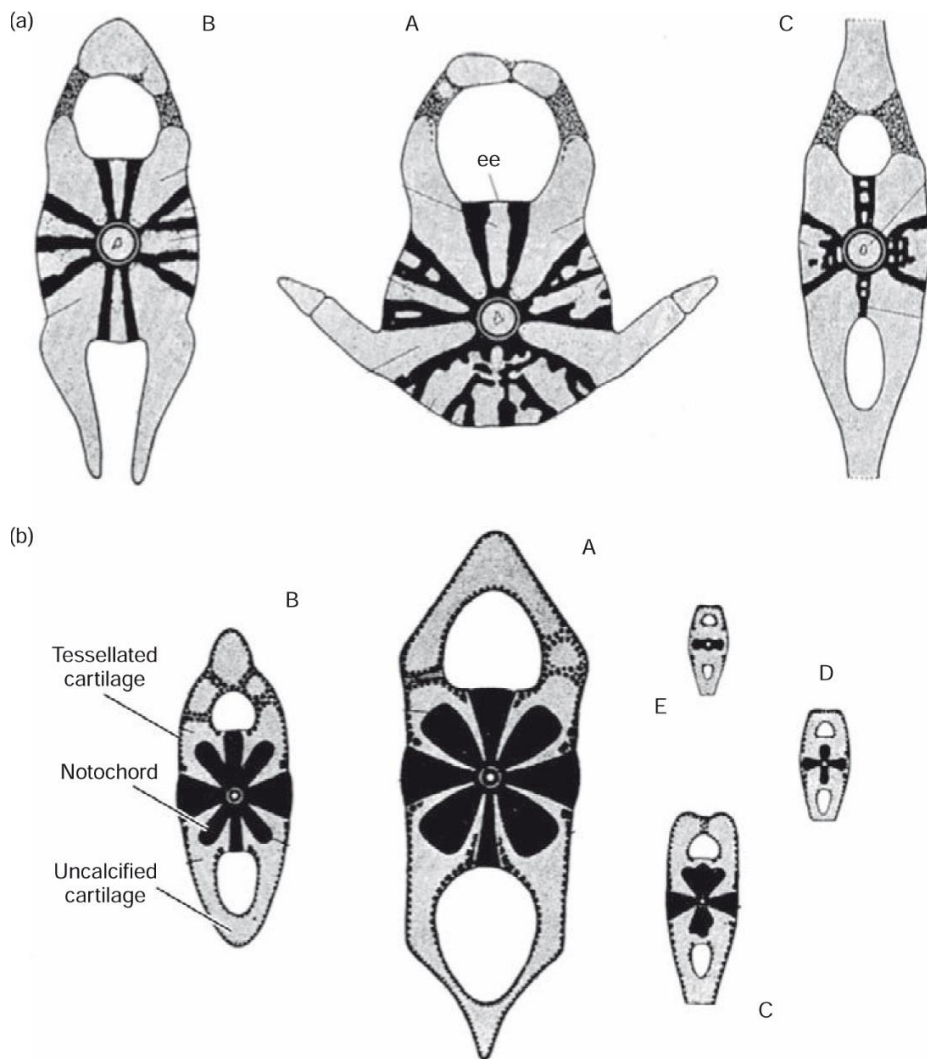 (a)
B
A
C
ee
(b)
A
B
Tessellated
cartilage
D
E
Notochord
Uncalcified
cartilage
C